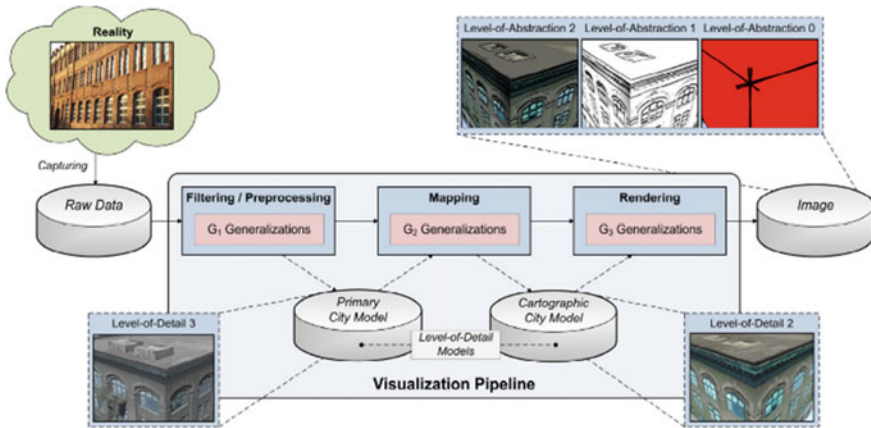 Reality
Level-of-Abstraction 2 Level-of-Abstraction 1 Level-of-Abstraction 0
Capturing
Raw Data
Filtering / Preprocessing
G₁ Generalizations
Mapping
G₂ Generalizations
Rendering
G₃ Generalizations
Image
Primary
City Model
Cartographic
City Model
Level-of-Detail 3
Level-of-Detail
Models
Level-of-Detail 2
Visualization Pipeline